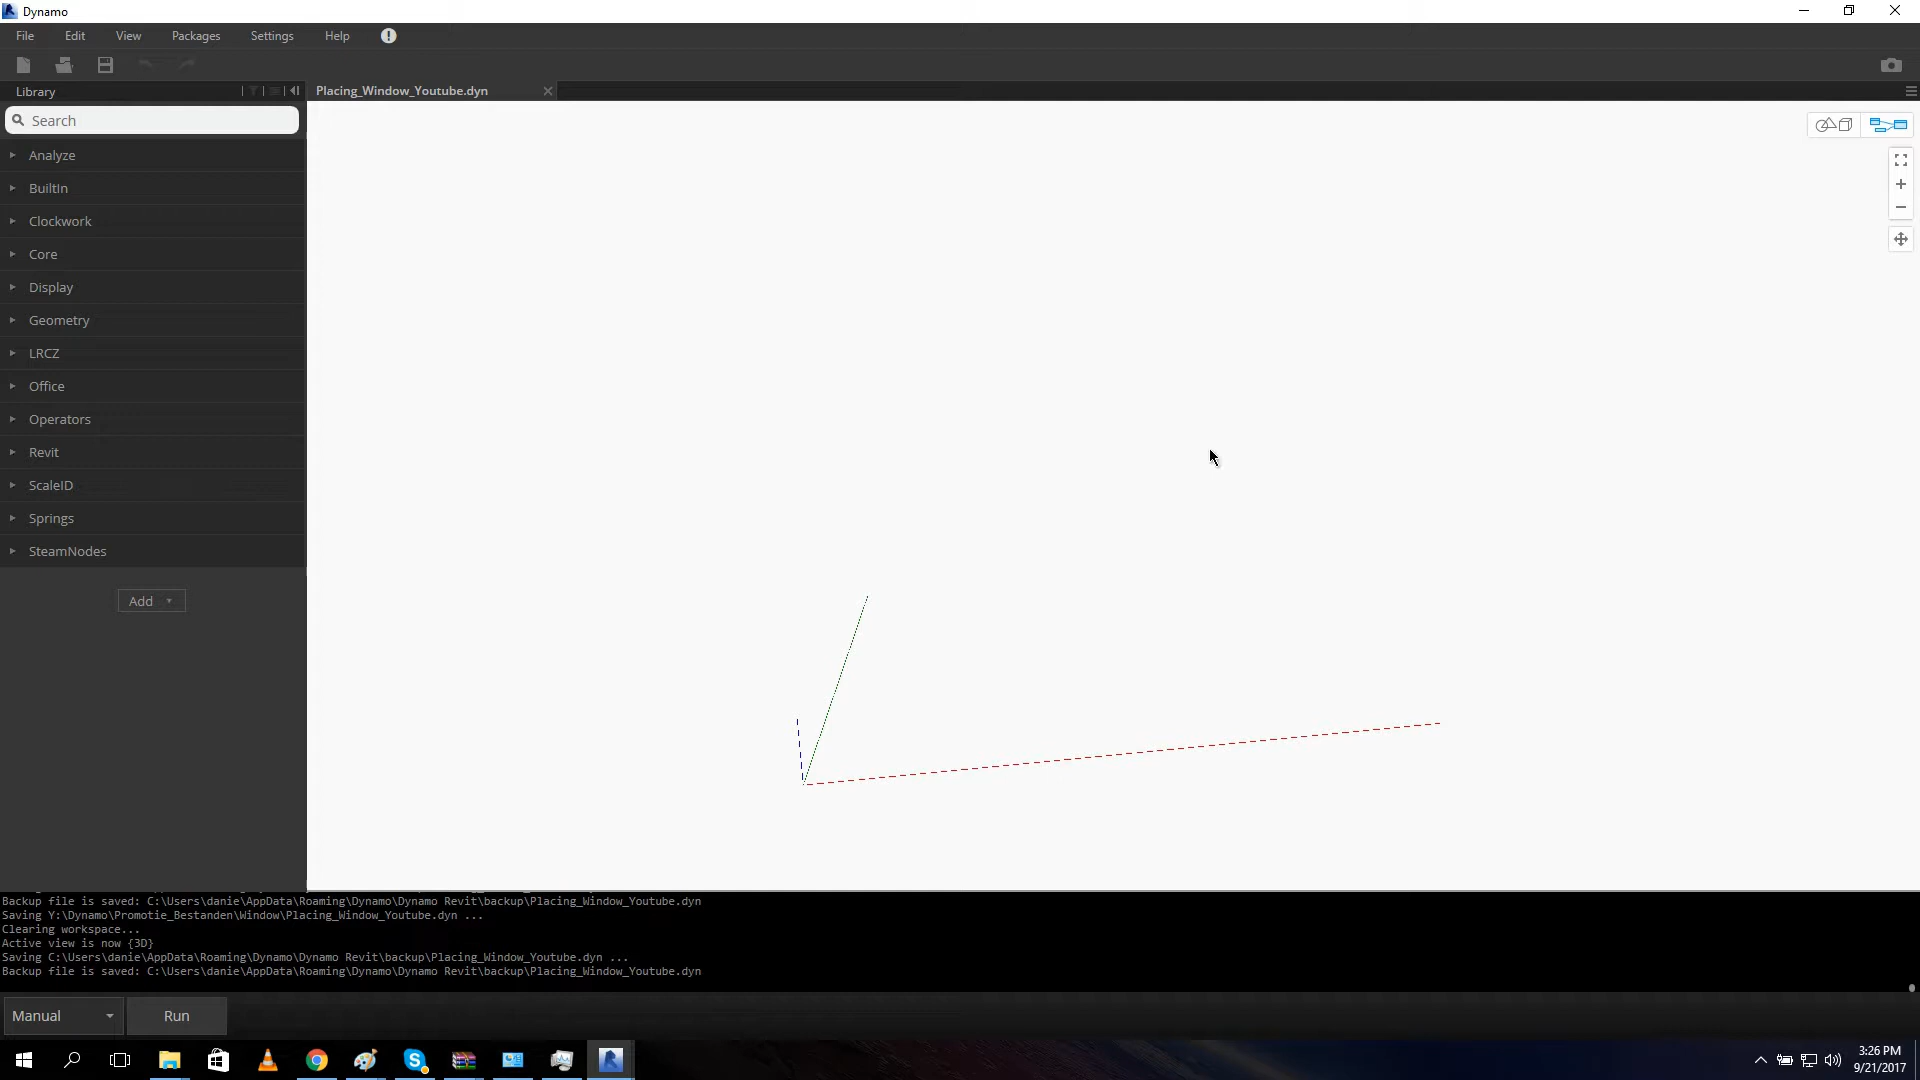 Dynamo
File Edit View Packages Settings Help
Library
Placing_Window_Youtube.dyn
Search
Analyze
BuiltIn
Clockwork
Core
Display
Geometry
LRCZ
Office
Operators
Revit
ScaleID
Springs
SteamNodes
Add
Backup file is saved: C:\Users\danie\AppData\Roaming\Dynamo\Dynamo Revit\backup\Placing_Window_Youtube.dyn
Saving Y:\Dynamo\Promotie_Bestanden\Window\Placing_Window_Youtube.dyn ...
Clearing workspace...
Active view is now {3D}
Saving C:\Users\danie\AppData\Roaming\Dynamo\Dynamo Revit\backup\Placing_Window_Youtube.dyn ...
Backup file is saved: C:\Users\danie\AppData\Roaming\Dynamo\Dynamo Revit\backup\Placing_Window_Youtube.dyn
Manual
Run
3:26 PM
9/21/2017